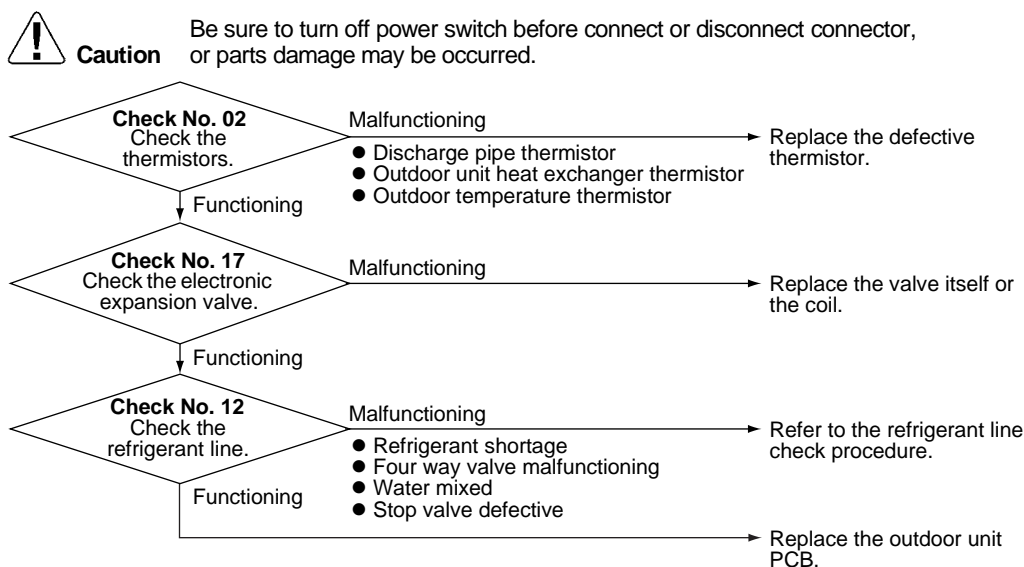 Be sure to turn off power switch before connect or disconnect connector,
Caution or parts damage may be occurred.
Check No. 02
Check the
thermistors.
Malfunctioning
● Discharge pipe thermistor
● Outdoor unit heat exchanger thermistor
● Outdoor temperature thermistor
Replace the defective
thermistor.
Functioning
Check No. 17
Check the electronic
expansion valve.
Malfunctioning
Replace the valve itself or
the coil.
Functioning
Check No. 12
Check the
refrigerant line.
Malfunctioning
● Refrigerant shortage
● Four way valve malfunctioning
● Water mixed
● Stop valve defective
Refer to the refrigerant line
check procedure.
Functioning
Replace the outdoor unit
PCB.